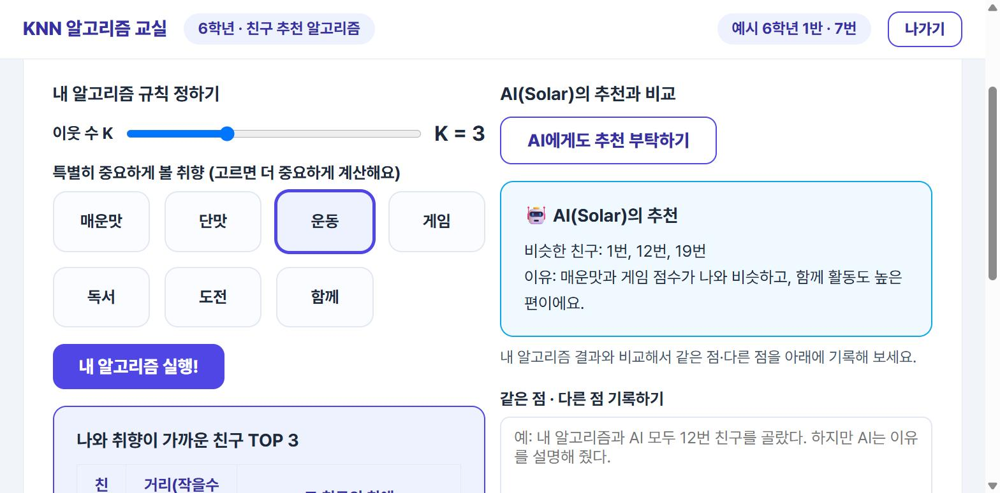 KNN 알고리즘 교실
6학년 · 친구 추천 알고리즘
예시 6학년 1반 · 7번
나가기
내 알고리즘 규칙 정하기
이웃 수 K
K = 3
특별히 중요하게 볼 취향 (고르면 더 중요하게 계산해요)
매운맛
단맛
운동
게임
독서
도전
함께
내 알고리즘 실행!
나와 취향이 가까운 친구 TOP 3
친
거리(작을수
AI(Solar)의 추천과 비교
AI에게도 추천 부탁하기
AI(Solar)의 추천
비슷한 친구: 1번, 12번, 19번
이유: 매운맛과 게임 점수가 나와 비슷하고, 함께 활동도 높은
편이에요.
내 알고리즘 결과와 비교해서 같은 점·다른 점을 아래에 기록해 보세요.
같은 점 · 다른 점 기록하기
예: 내 알고리즘과 AI 모두 12번 친구를 골랐다. 하지만 AI는 이유
를 설명해 줬다.